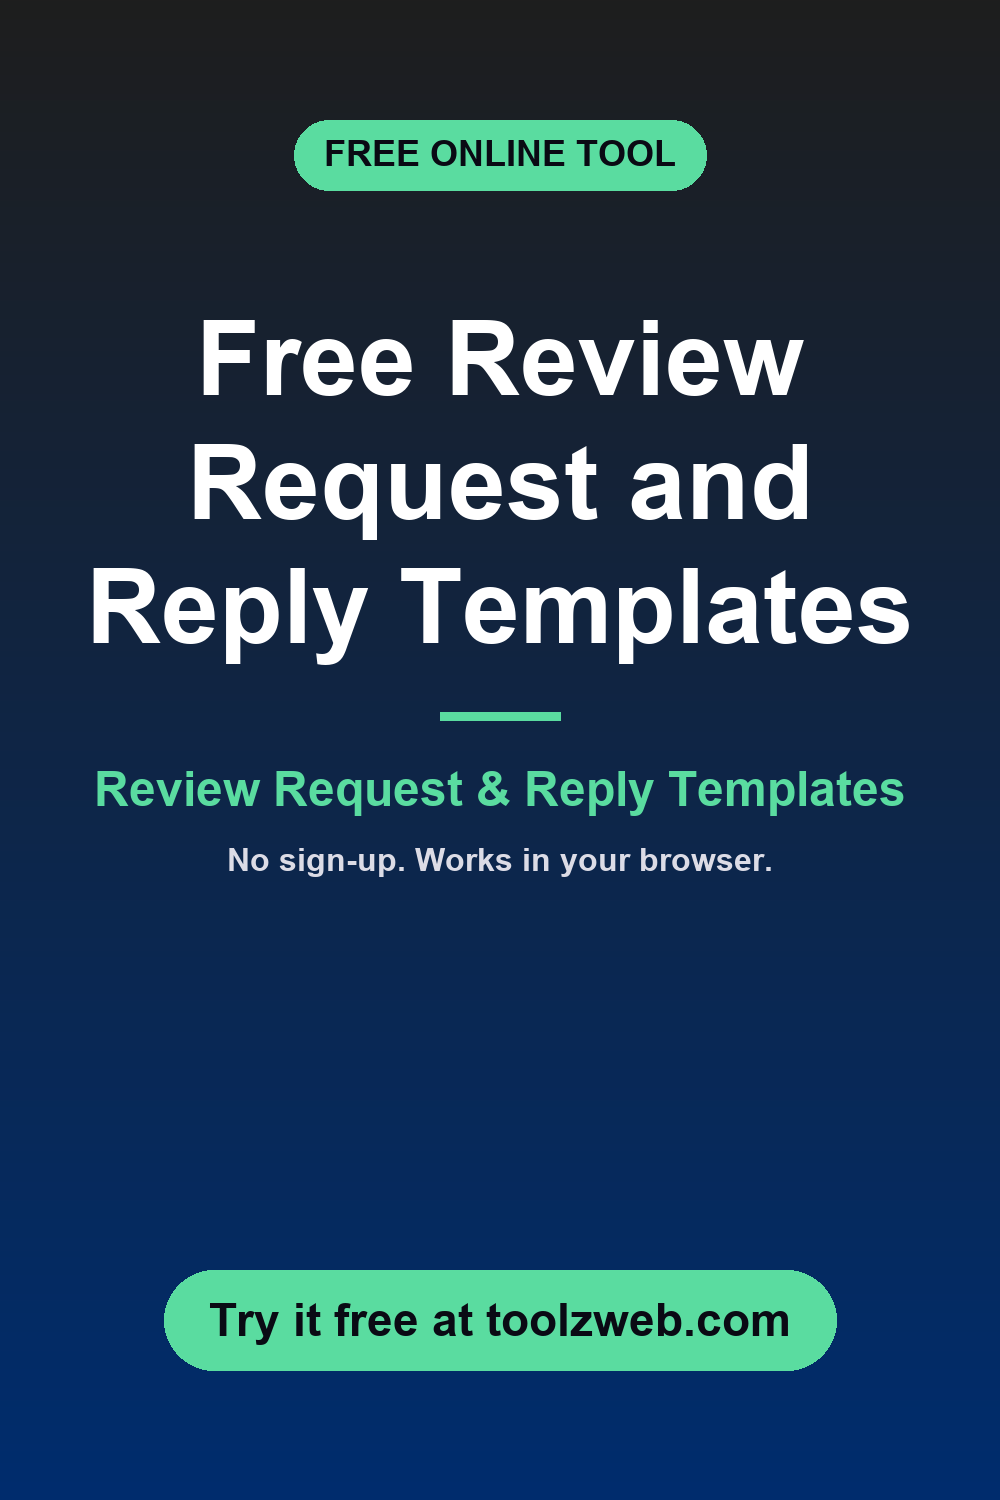 FREE ONLINE TOOL
Free Review
Request and
Reply Templates
Review Request & Reply Templates
No sign-up. Works in your browser.
Try it free at toolzweb.com